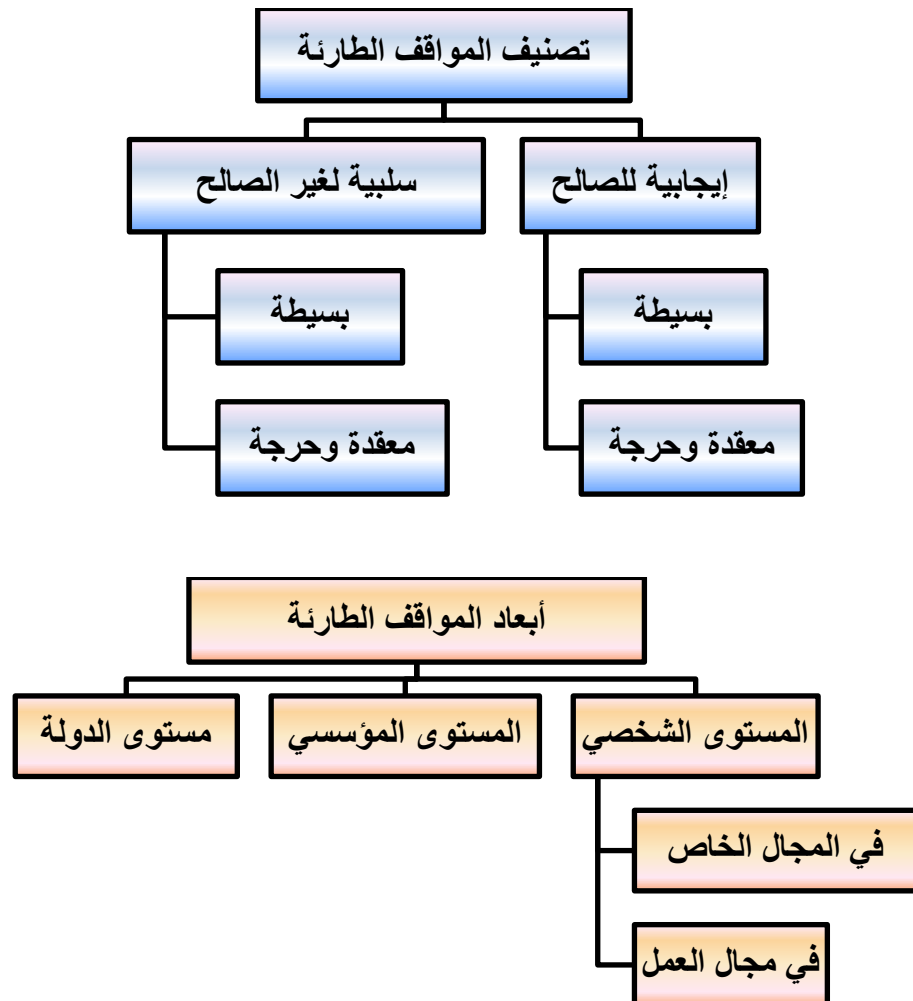 تصنيف المواقف الطارئة
إيجابية للصالح
سلبية لغير الصالح
بسيطة
بسيطة
معقدة وحرجة
معقدة وحرجة
أبعاد المواقف الطارئة
المستوى الشخصي
المستوى المؤسسي
مستوى الدولة
في المجال الخاص
في مجال العمل